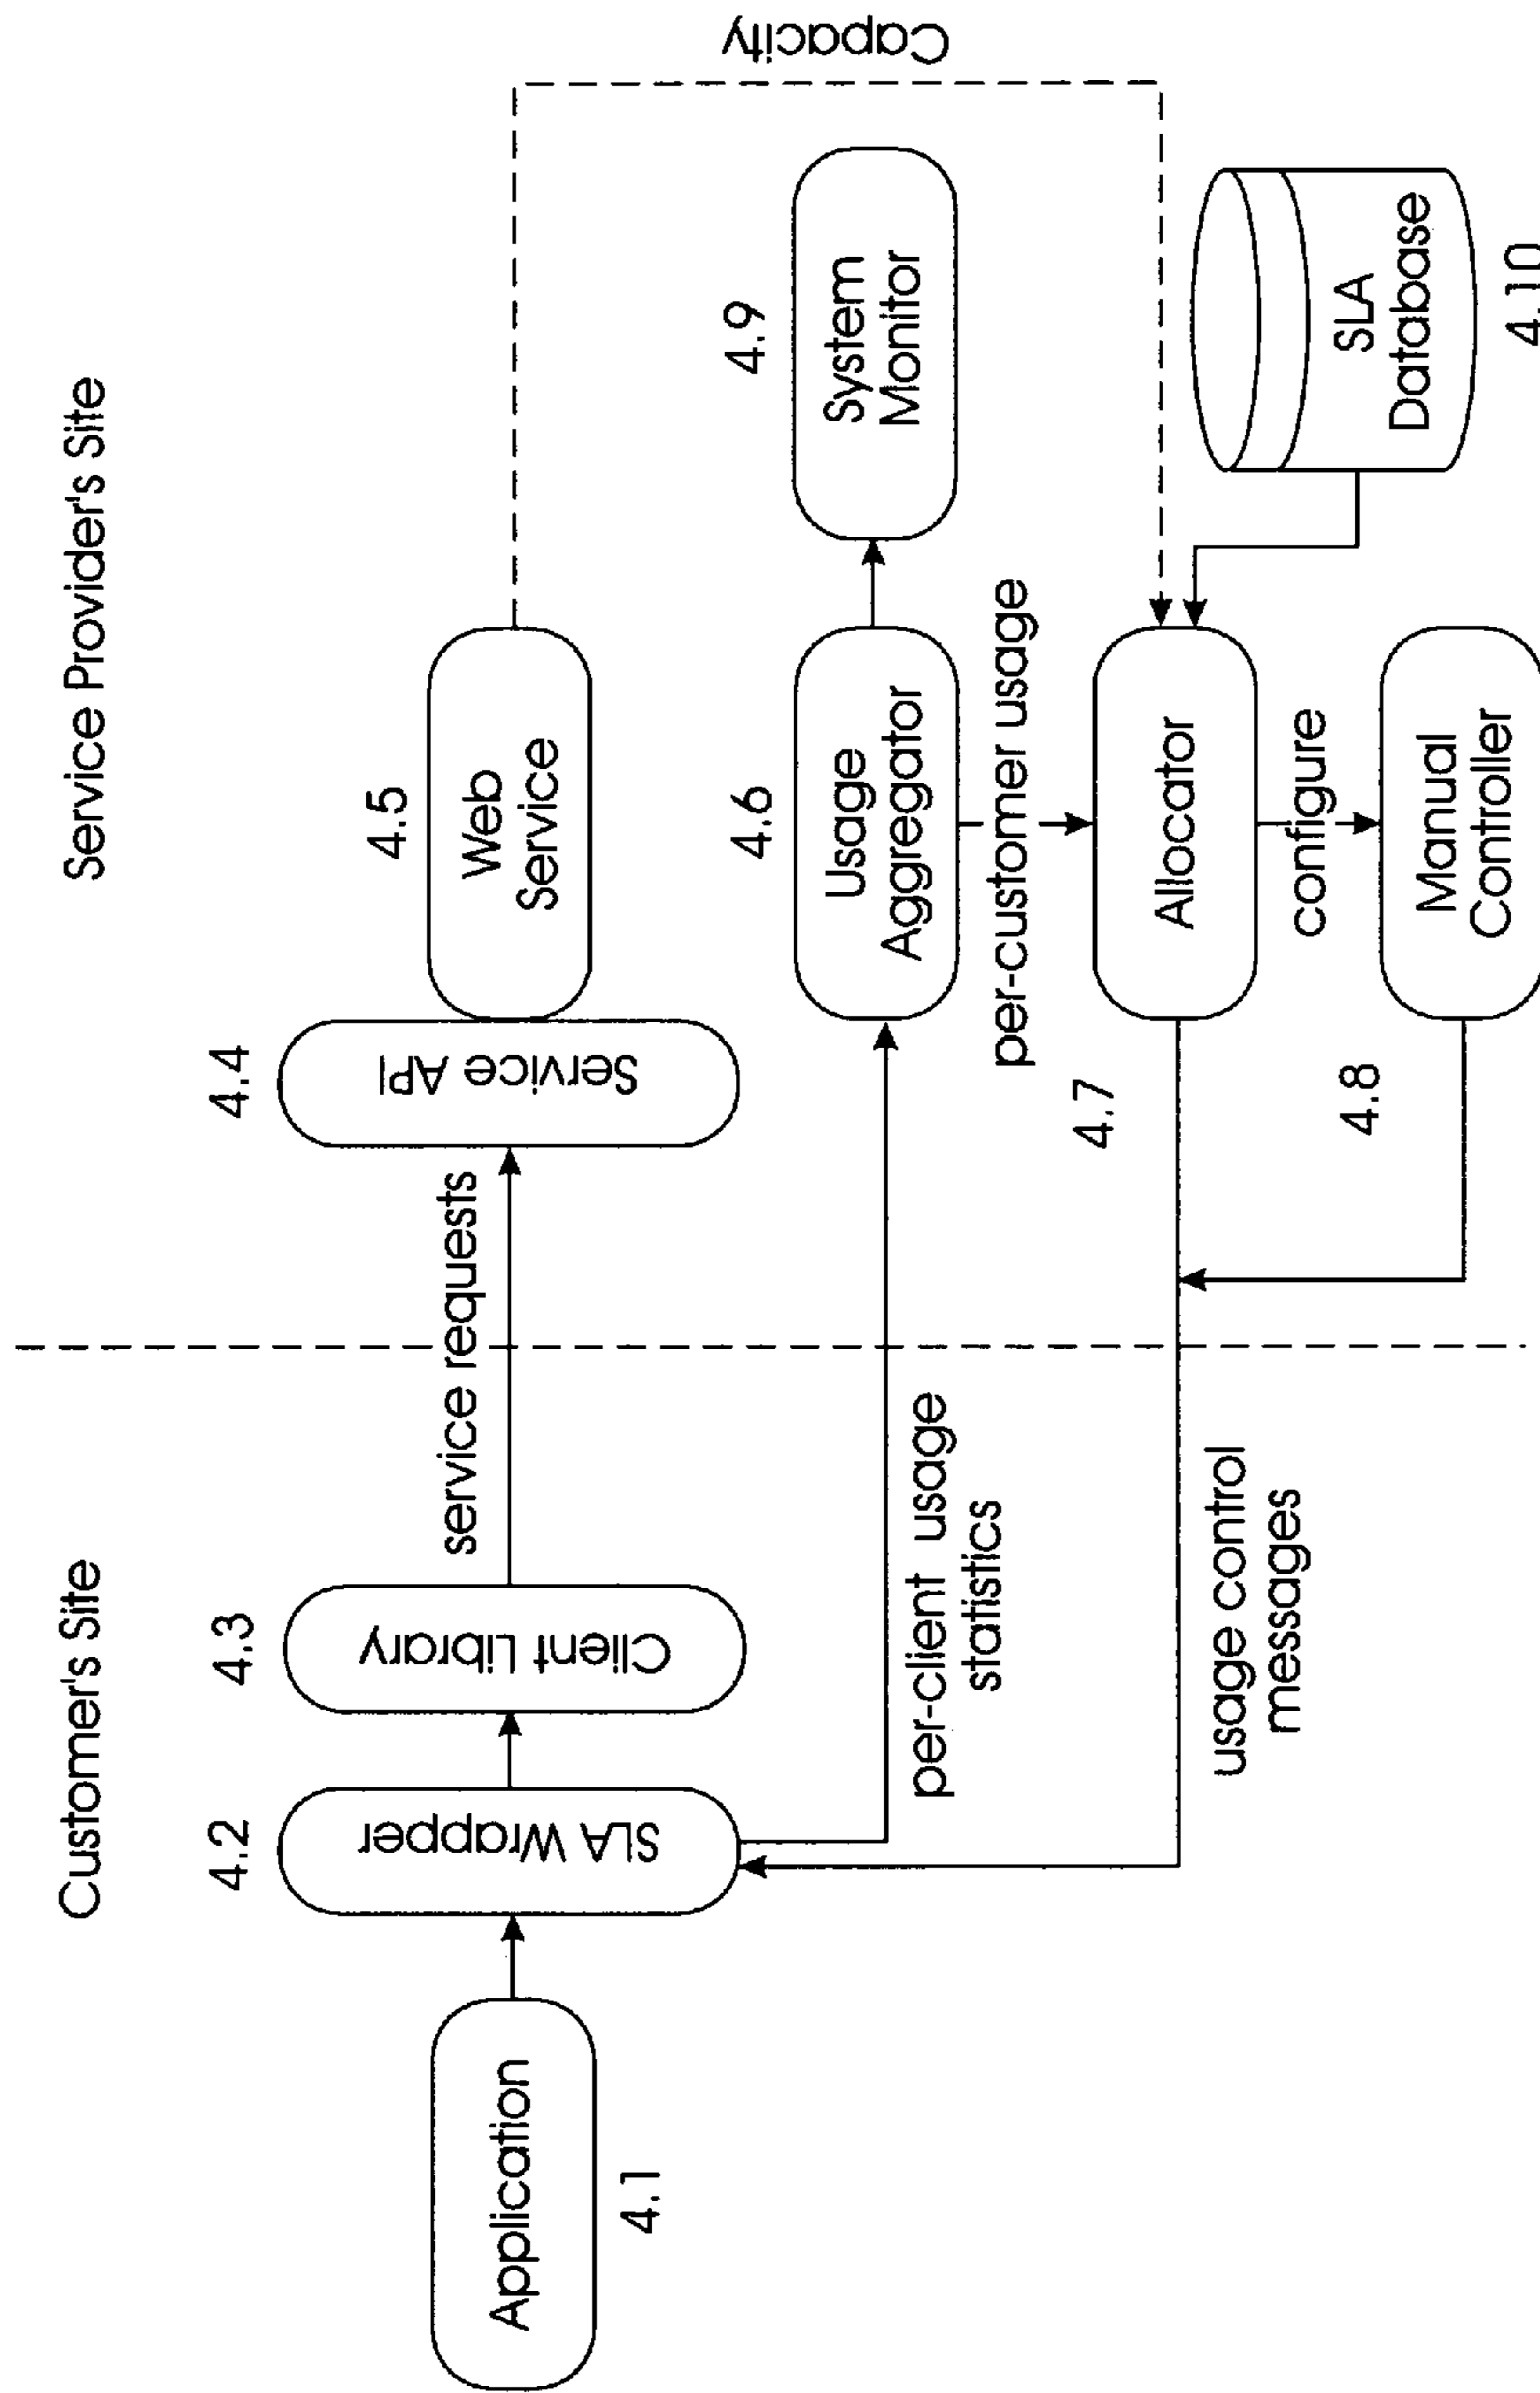 Customer's Site
Service Provider's Site
4.1
Application
4.2
SLA Wrapper
4.3
Client Library
service requests
4.4
Service API
4.5
Web
Service
Capacity
per-client usage
statistics
4.6
Usage
Aggregator
4.9
System
Monitor
per-customer usage
usage control
messages
4.7
Allocator
configure
4.8
Manual
Controller
SLA
Database
4.10